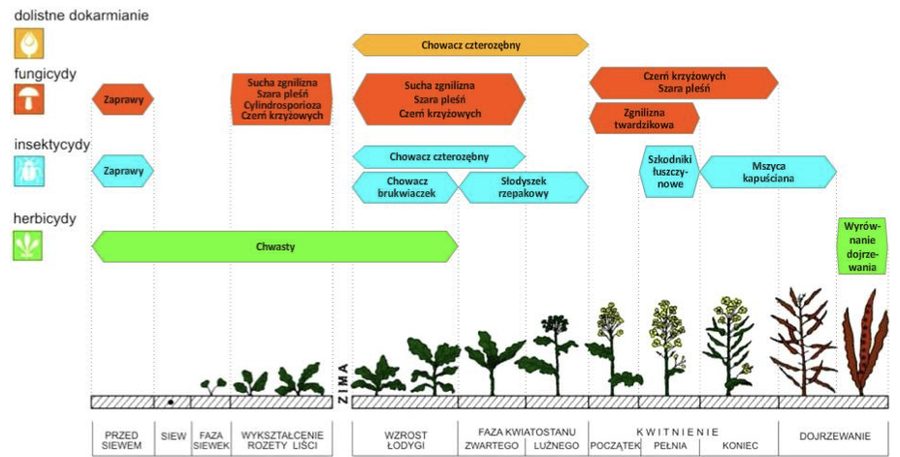 dolistne dokarmianie
Chowacz czterozębny
fungicydy
Zaprawy
Sucha zgnilizna
Szara pleśń
Cylindrosporioza
Czerń krzyżowych
Sucha zgnilizna
Szara pleśń
Czerń krzyżowych
Czerń krzyżowych
Szara pleśń
Zgnilizna
twardzikowa
insektycydy
Zaprawy
Chowacz czterozębny
Chowacz
brukwiaczek
Słodyszek
rzepakowy
Szkodniki
łuszczy-
nowe
Mszyca
kapuściana
herbicydy
Chwasty
Wyrów-
nanie
dojrze-
wania
ZIMA
PRZED
SIEWEM
SIEW
FAZA
SIEWEK
WYKSZTAŁCENIE
ROZETY LIŚCI
WZROST
ŁODYGI
FAZA KWIATOSTANU
ZWARTEGO
LUŹNEGO
KWITNIENIE
POCZĄTEK
PEŁNIA
KONIEC
DOJRZEWANIE